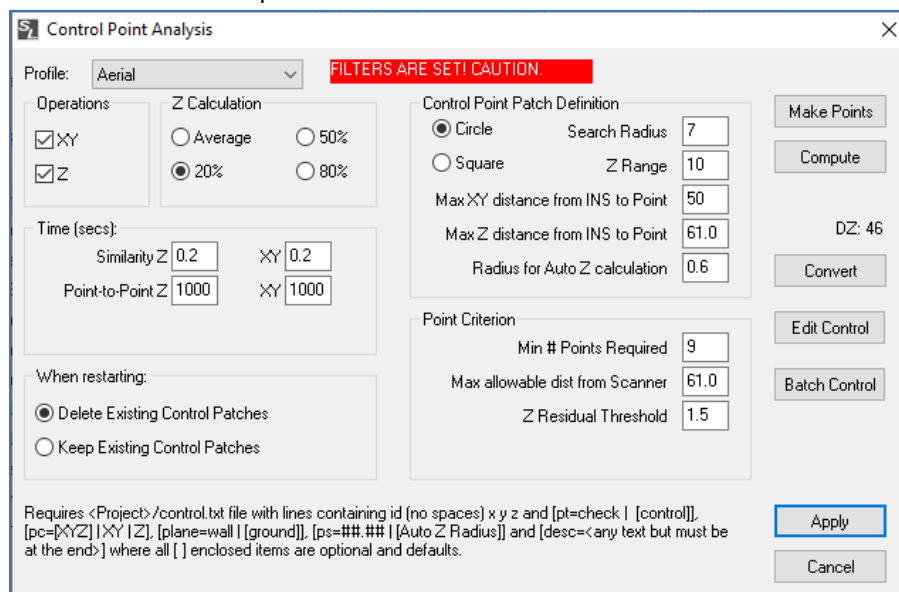 Control Point Analysis
Profile: Aerial
FILTERS ARE SET! CAUTION.
Operations
XY
Z
Z Calculation
Average 50%
20% 80%
Time (secs):
Similarity Z 0.2 XY 0.2
Point-to-Point Z 1000 XY 1000
When restarting:
Delete Existing Control Patches
Keep Existing Control Patches
Control Point Patch Definition
Circle Search Radius 7
Square Z Range 10
Max XY distance from INS to Point 50
Max Z distance from INS to Point 61.0
Radius for Auto Z calculation 0.6
Point Criterion
Min # Points Required 9
Max allowable dist from Scanner 61.0
Z Residual Threshold 1.5
Make Points
Compute
DZ: 46
Convert
Edit Control
Batch Control
Requires <Project>/control.txt file with lines containing id (no spaces) x y z and [pt=check | [control]],
[pc=[XYZ] | XY | Z], [plane=wall | [ground]], [ps=##.## | [Auto Z Radius]] and [desc=<any text but must be
at the end>] where all [ ] enclosed items are optional and defaults.
Apply
Cancel